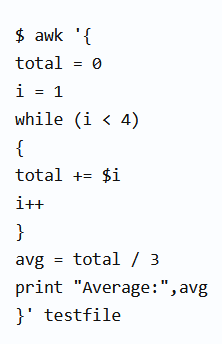 $ awk '{
total = 0
i = 1
while (i < 4)
{
total += $i
i++
}
avg = total / 3
print "Average:",avg
}' testfile